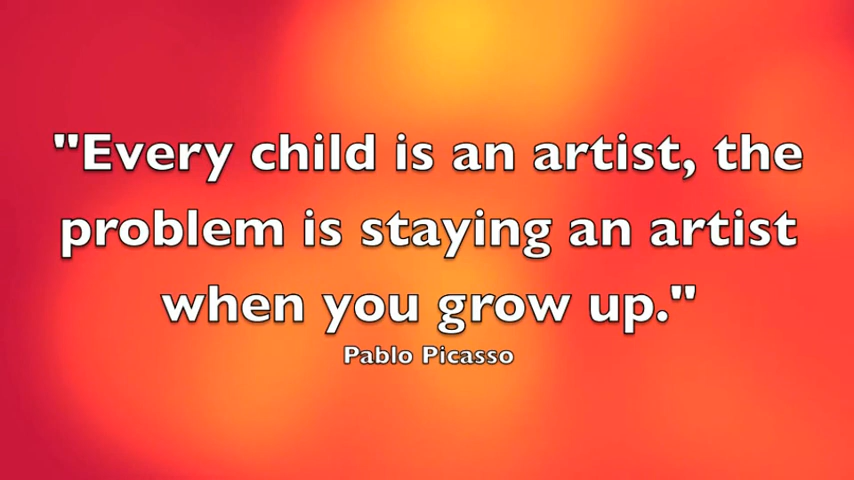 "Every child is an artist, the
problem is staying an artist
when you grow up."
Pablo Picasso